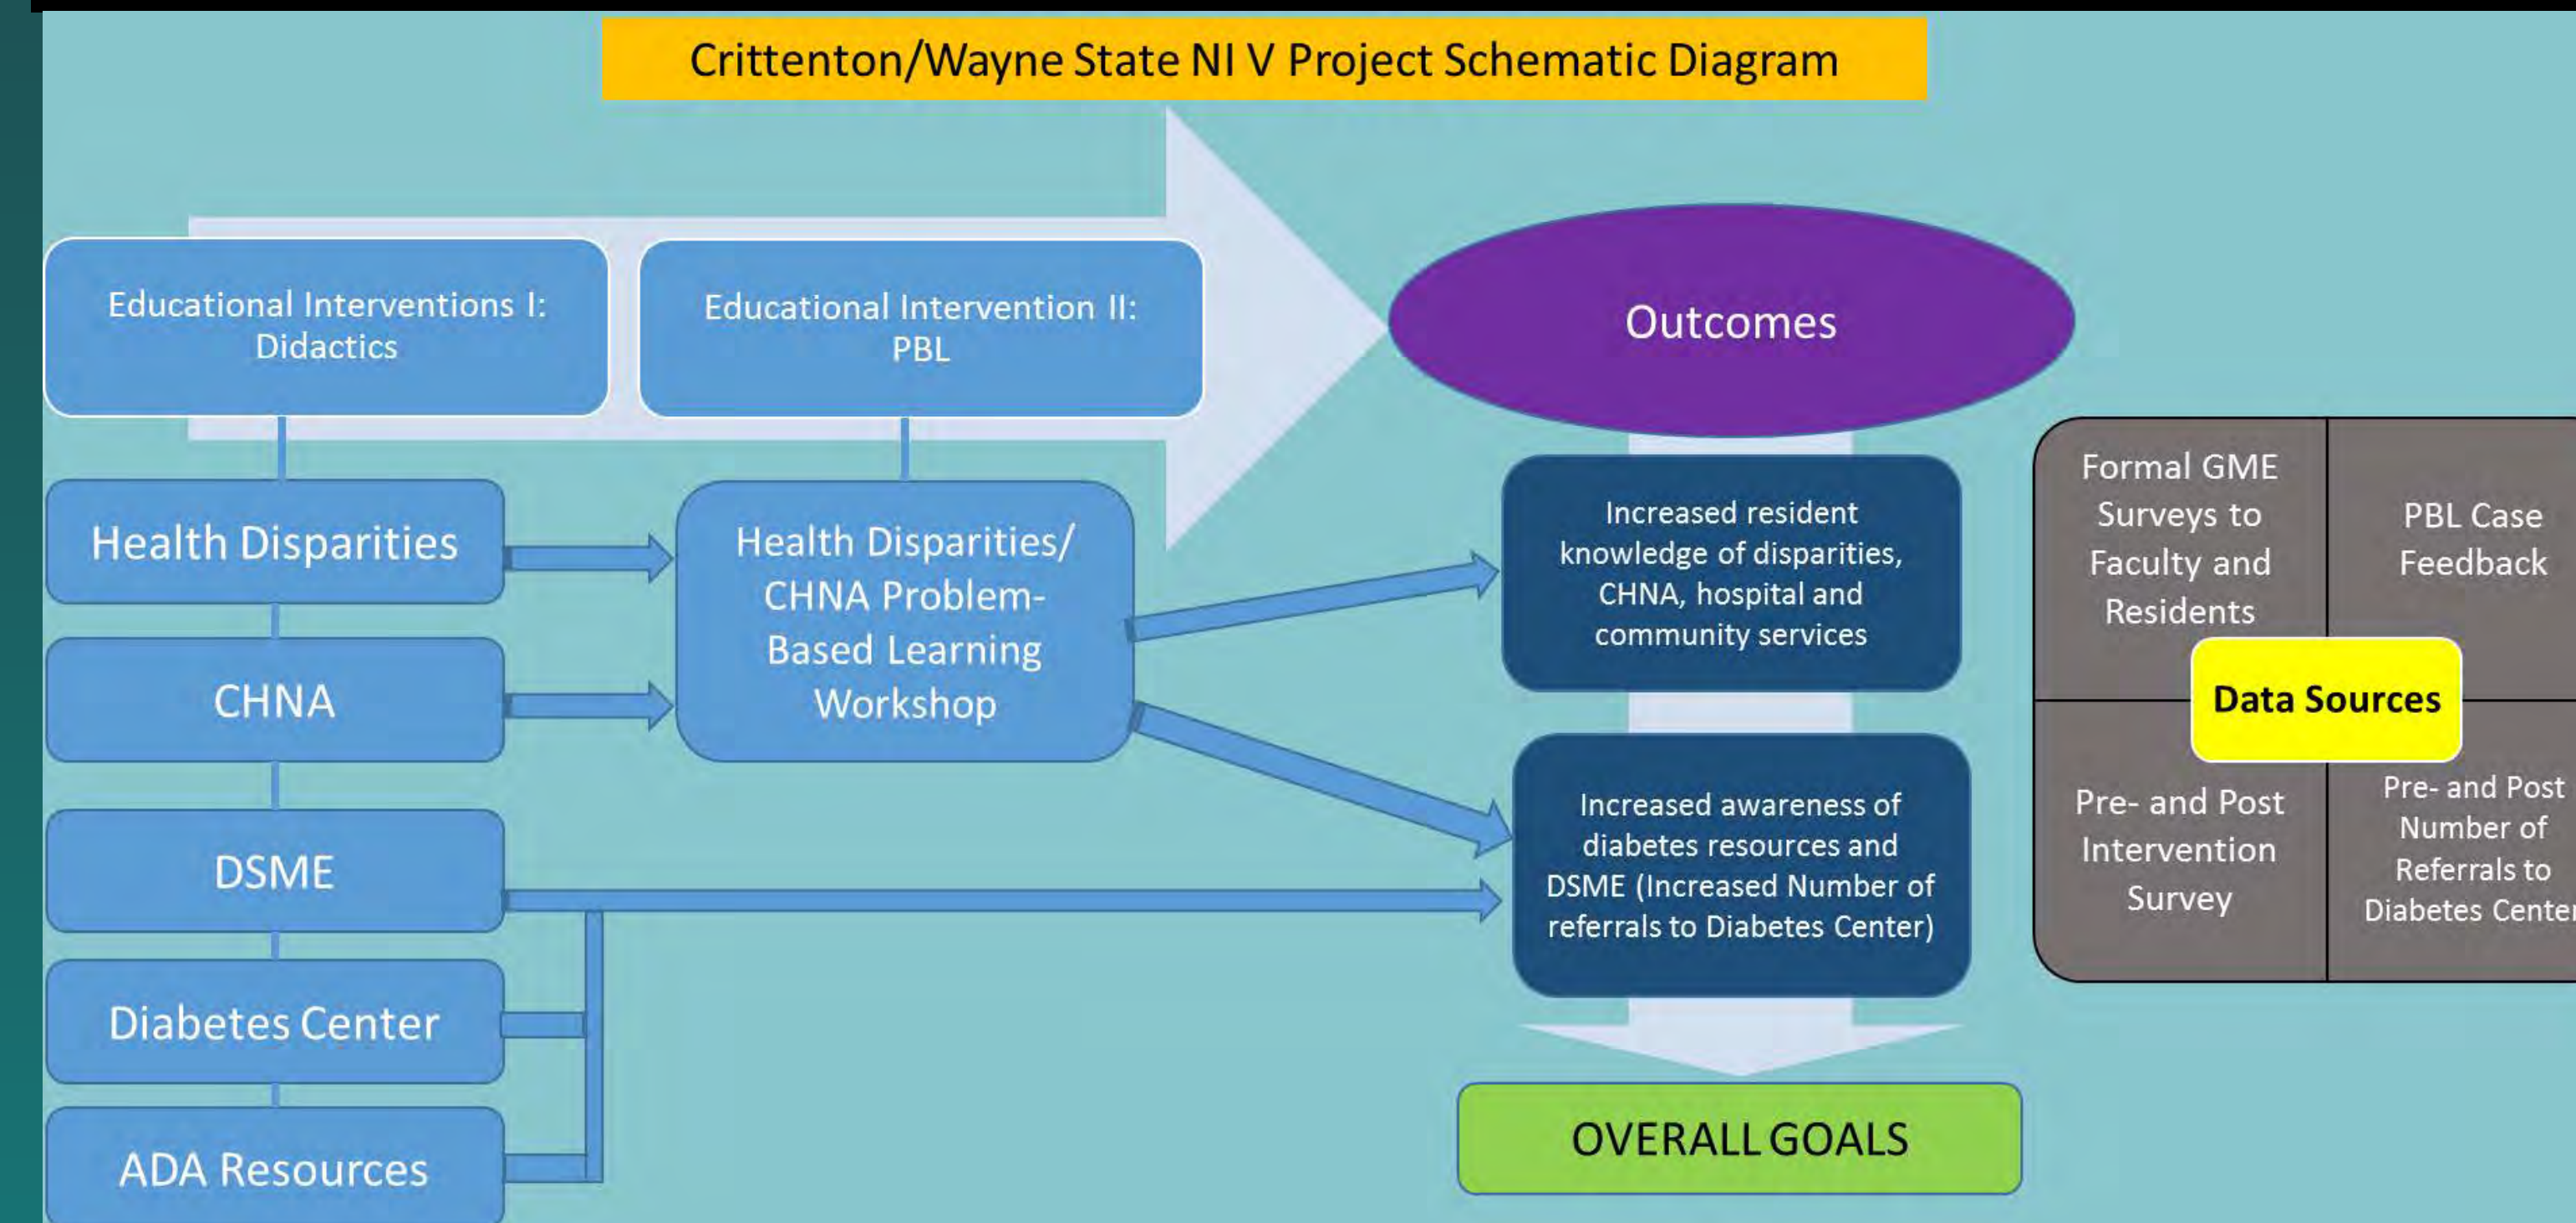 Crittenton/Wayne State NI V Project Schematic Diagram
Educational Interventions I:
Didactics
Educational Intervention II:
PBL
Outcomes
Health Disparities
CHNA
DSME
Diabetes Center
ADA Resources
Health Disparities/
CHNA Problem-
Based Learning
Workshop
Increased resident
knowledge of disparities,
CHNA, hospital and
community services
Increased awareness of
diabetes resources and
DSME (Increased Number of
referrals to Diabetes Center)
OVERALL GOALS
Formal GME
Surveys to
Faculty and
Residents
PBL Case
Feedback
Data Sources
Pre- and Post
Intervention
Survey
Pre- and Post
Number of
Referrals to
Diabetes Center